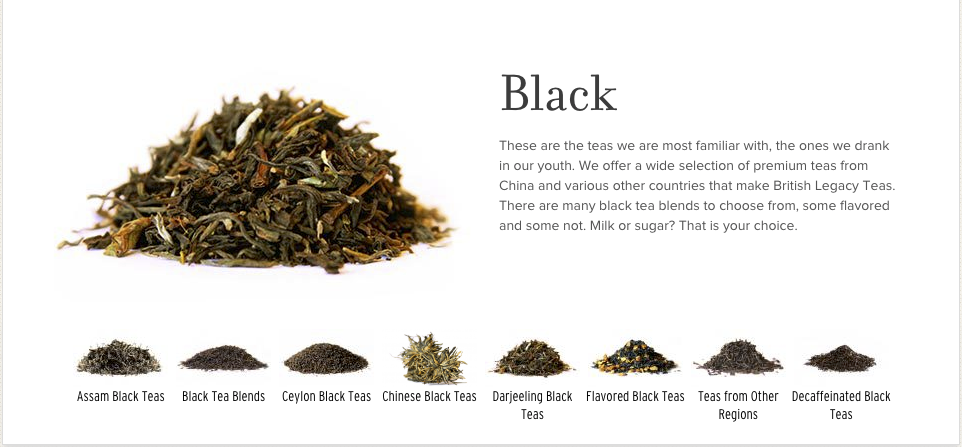 Black
These are the teas we are most familiar with, the ones we drank
in our youth. We offer a wide selection of premium teas from
China and various other countries that make British Legacy Teas.
There are many black tea blends to choose from, some flavored
and some not. Milk or sugar? That is your choice.
Assam Black Teas
Black Tea Blends
Ceylon Black Teas
Chinese Black Teas
Darjeeling Black
Teas
Flavored Black Teas
Teas from Other
Regions
Decaffeinated Black
Teas